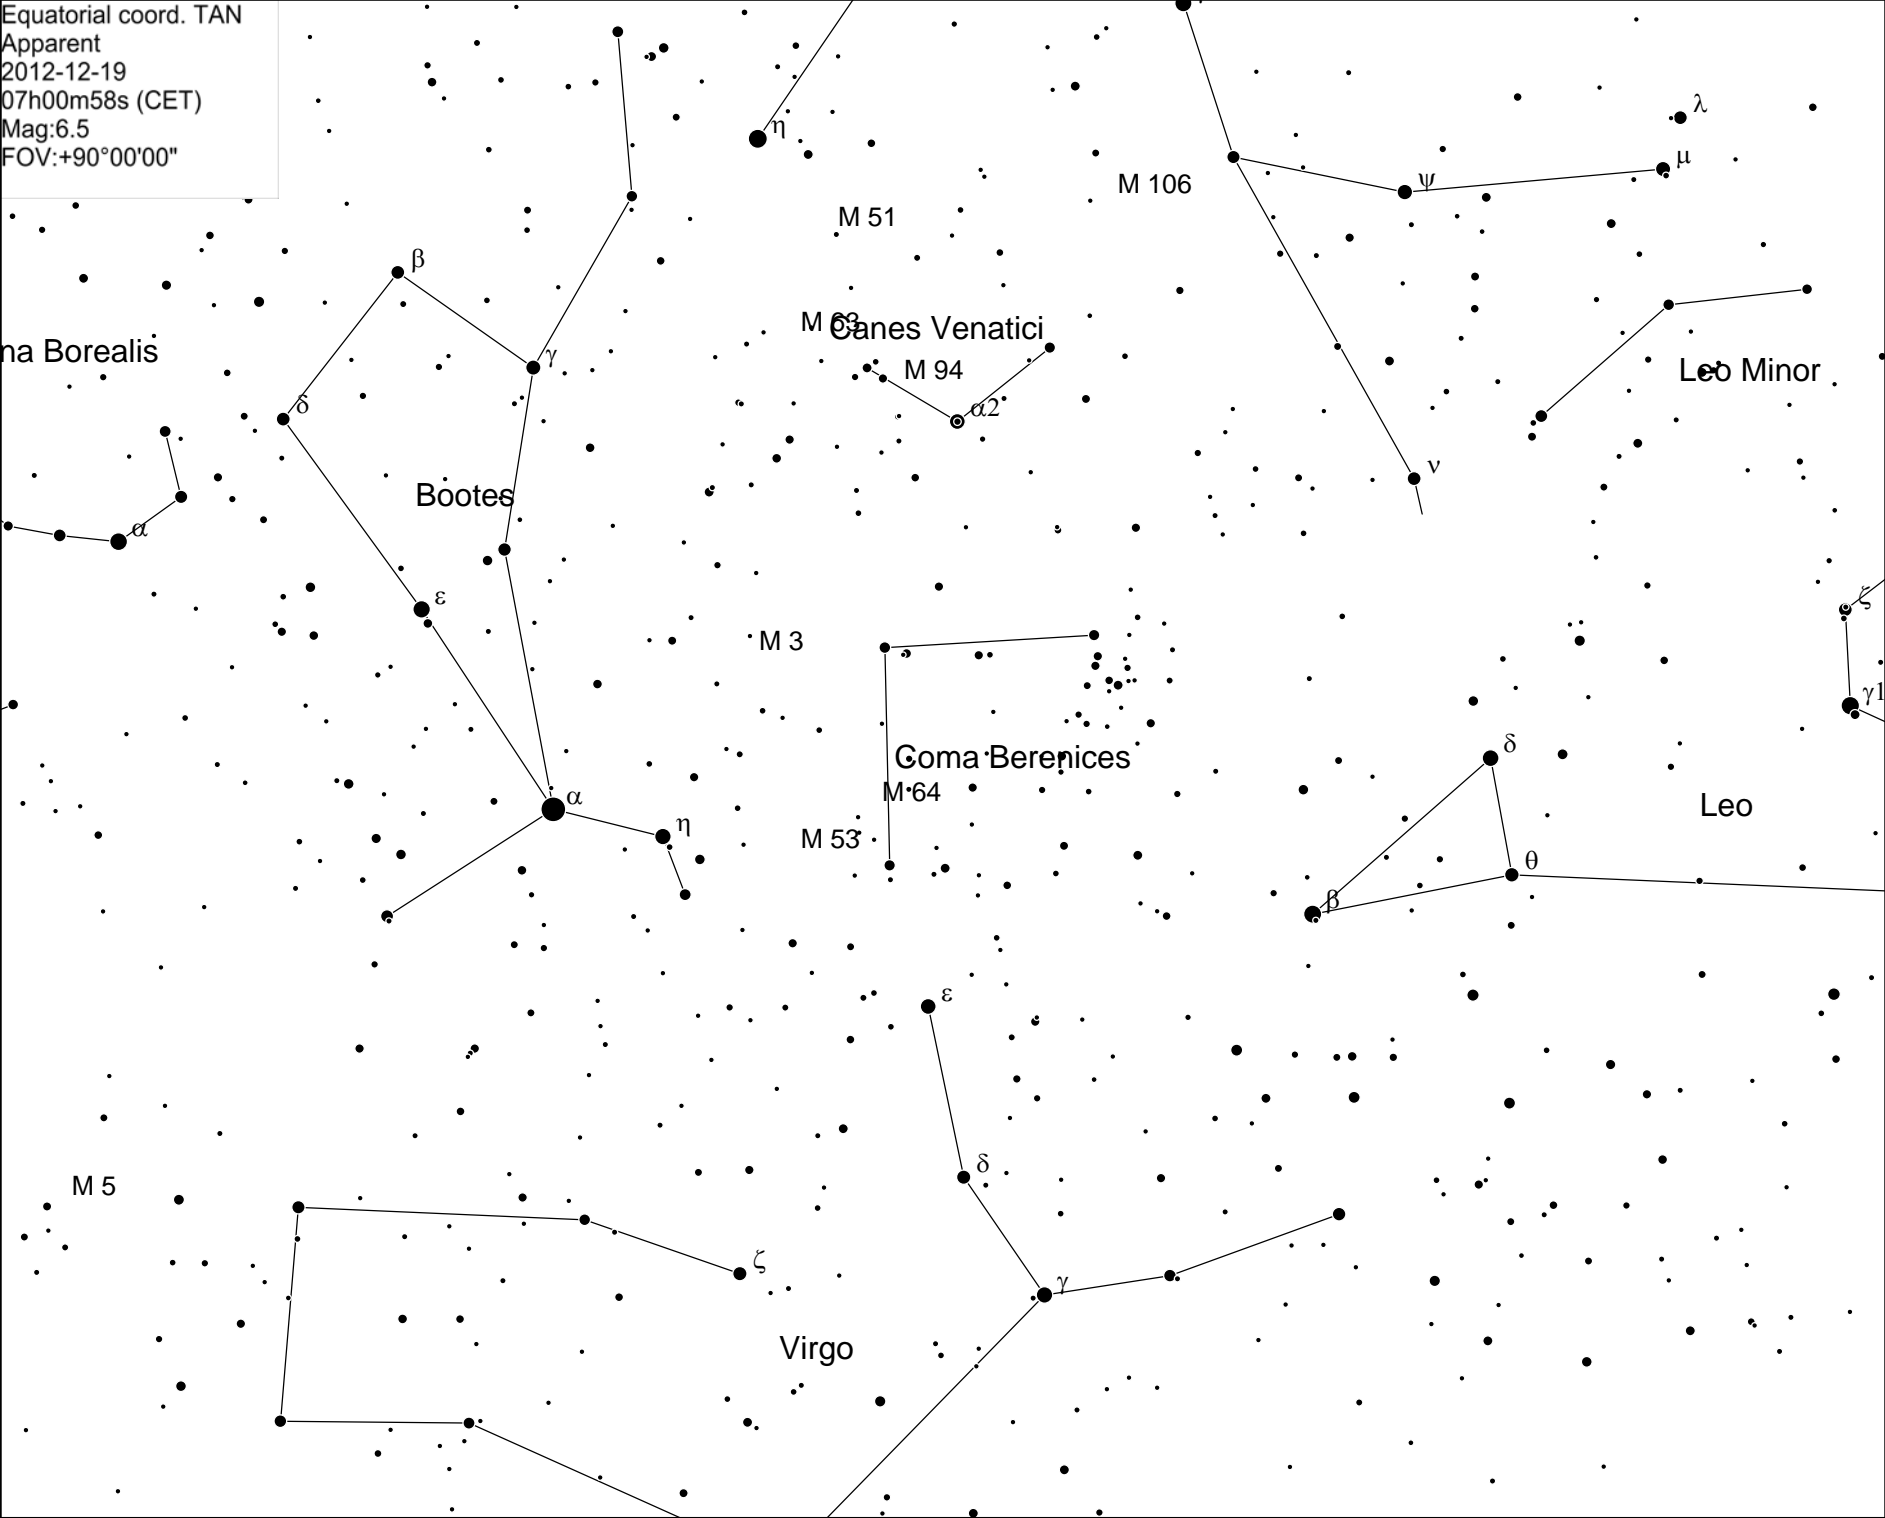 Equatorial coord. TAN
Apparent
2012-12-19
07h00m58s (CET)
Mag:6.5
FOV:+90°00'00"
η
λ
μ
M 106
ψ
M 51
β
M 63
Canes Venatici
na Borealis
γ
M 94
Leo Minor
δ
α2
ν
Bootes
α
ε
ζ
M 3
γ1
δ
Coma Berenices
α
M 64
Leo
η
M 53
θ
β
ε
δ
M 5
ζ
γ
Virgo